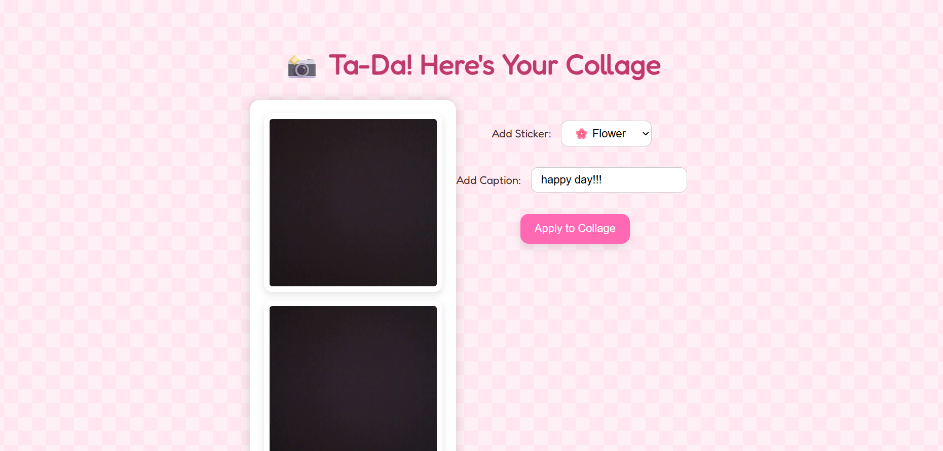 📸 Ta-Da! Here's Your Collage
Add Sticker: 🌸 Flower
Add Caption: happy day!!!
Apply to Collage